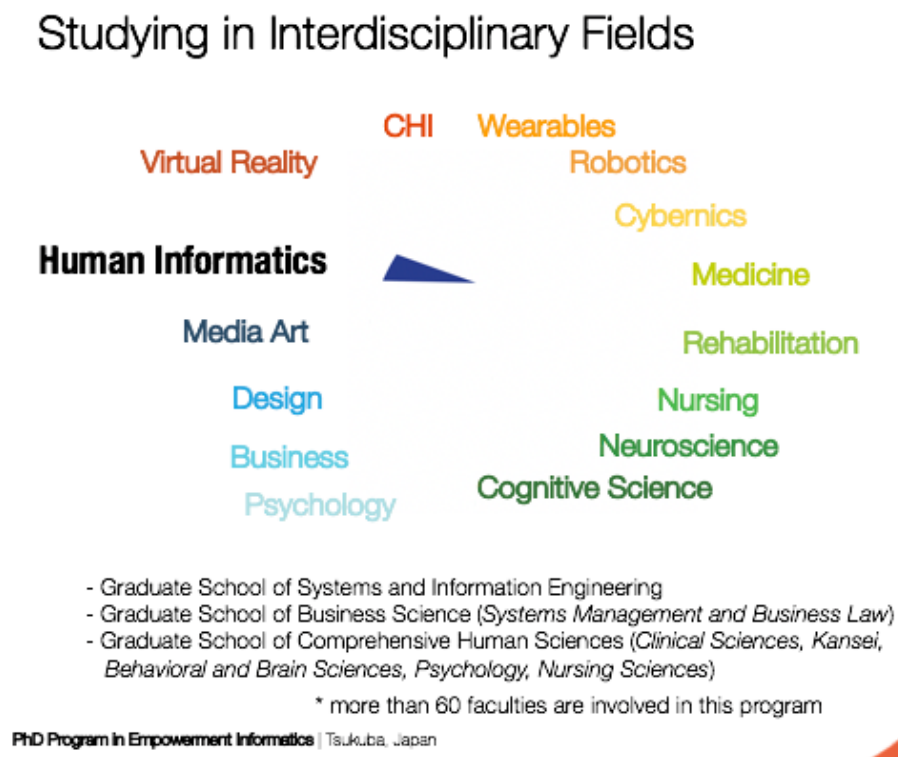 Studying in Interdisciplinary Fields
CHI Wearables
Virtual Reality Robotics
Cybernics
Human Informatics
Medicine
Media Art
Rehabilitation
Design Nursing
Neuroscience
Business
Cognitive Science
Psychology
- Graduate School of Systems and Information Engineering
- Graduate School of Business Science (Systems Management and Business Law)
- Graduate School of Comprehensive Human Sciences (Clinical Sciences, Kansei,
Behavioral and Brain Sciences, Psychology, Nursing Sciences)
* more than 60 faculties are involved in this program
PhD Program in Empowerment Informatics | Tsukuba, Japan